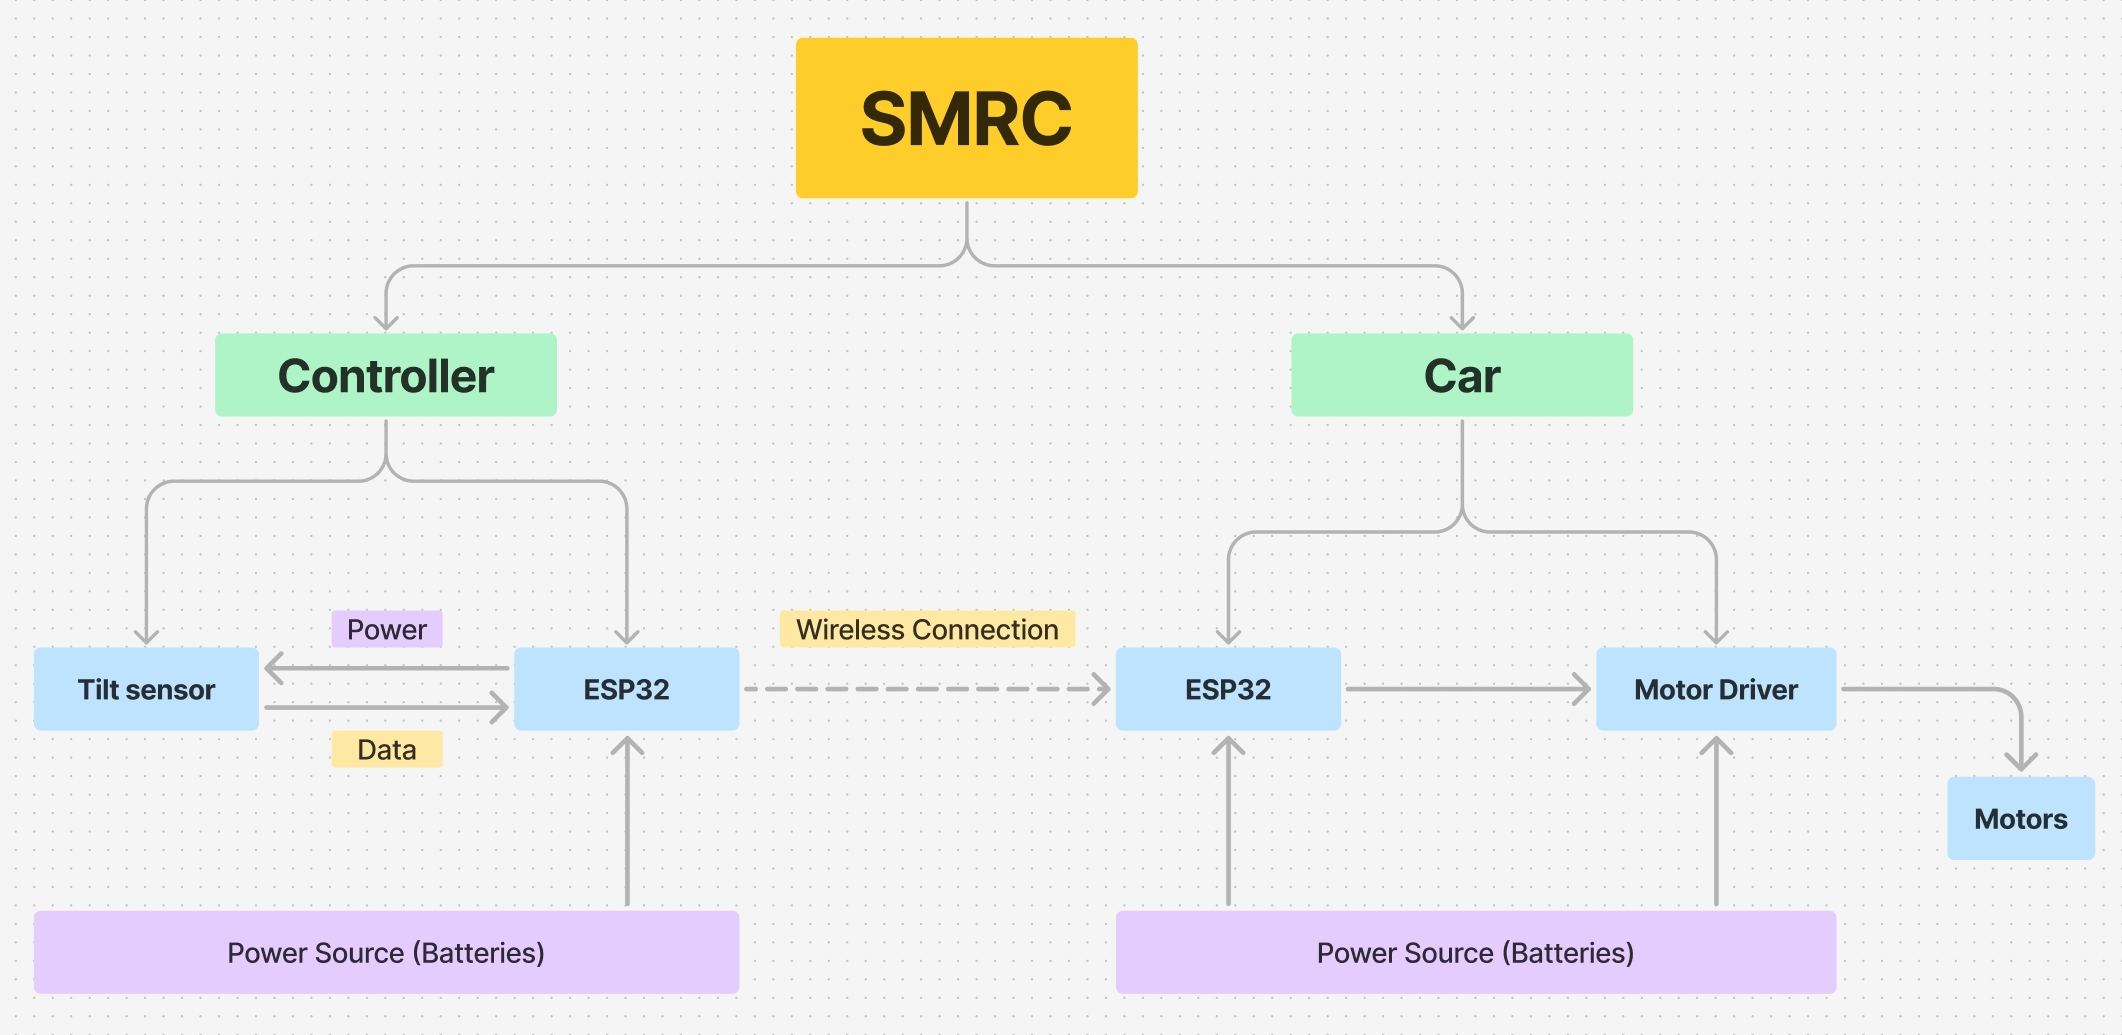 SMRC
Controller
Car
Power
Wireless Connection
Tilt sensor
ESP32
ESP32
Motor Driver
Data
Motors
Power Source (Batteries)
Power Source (Batteries)